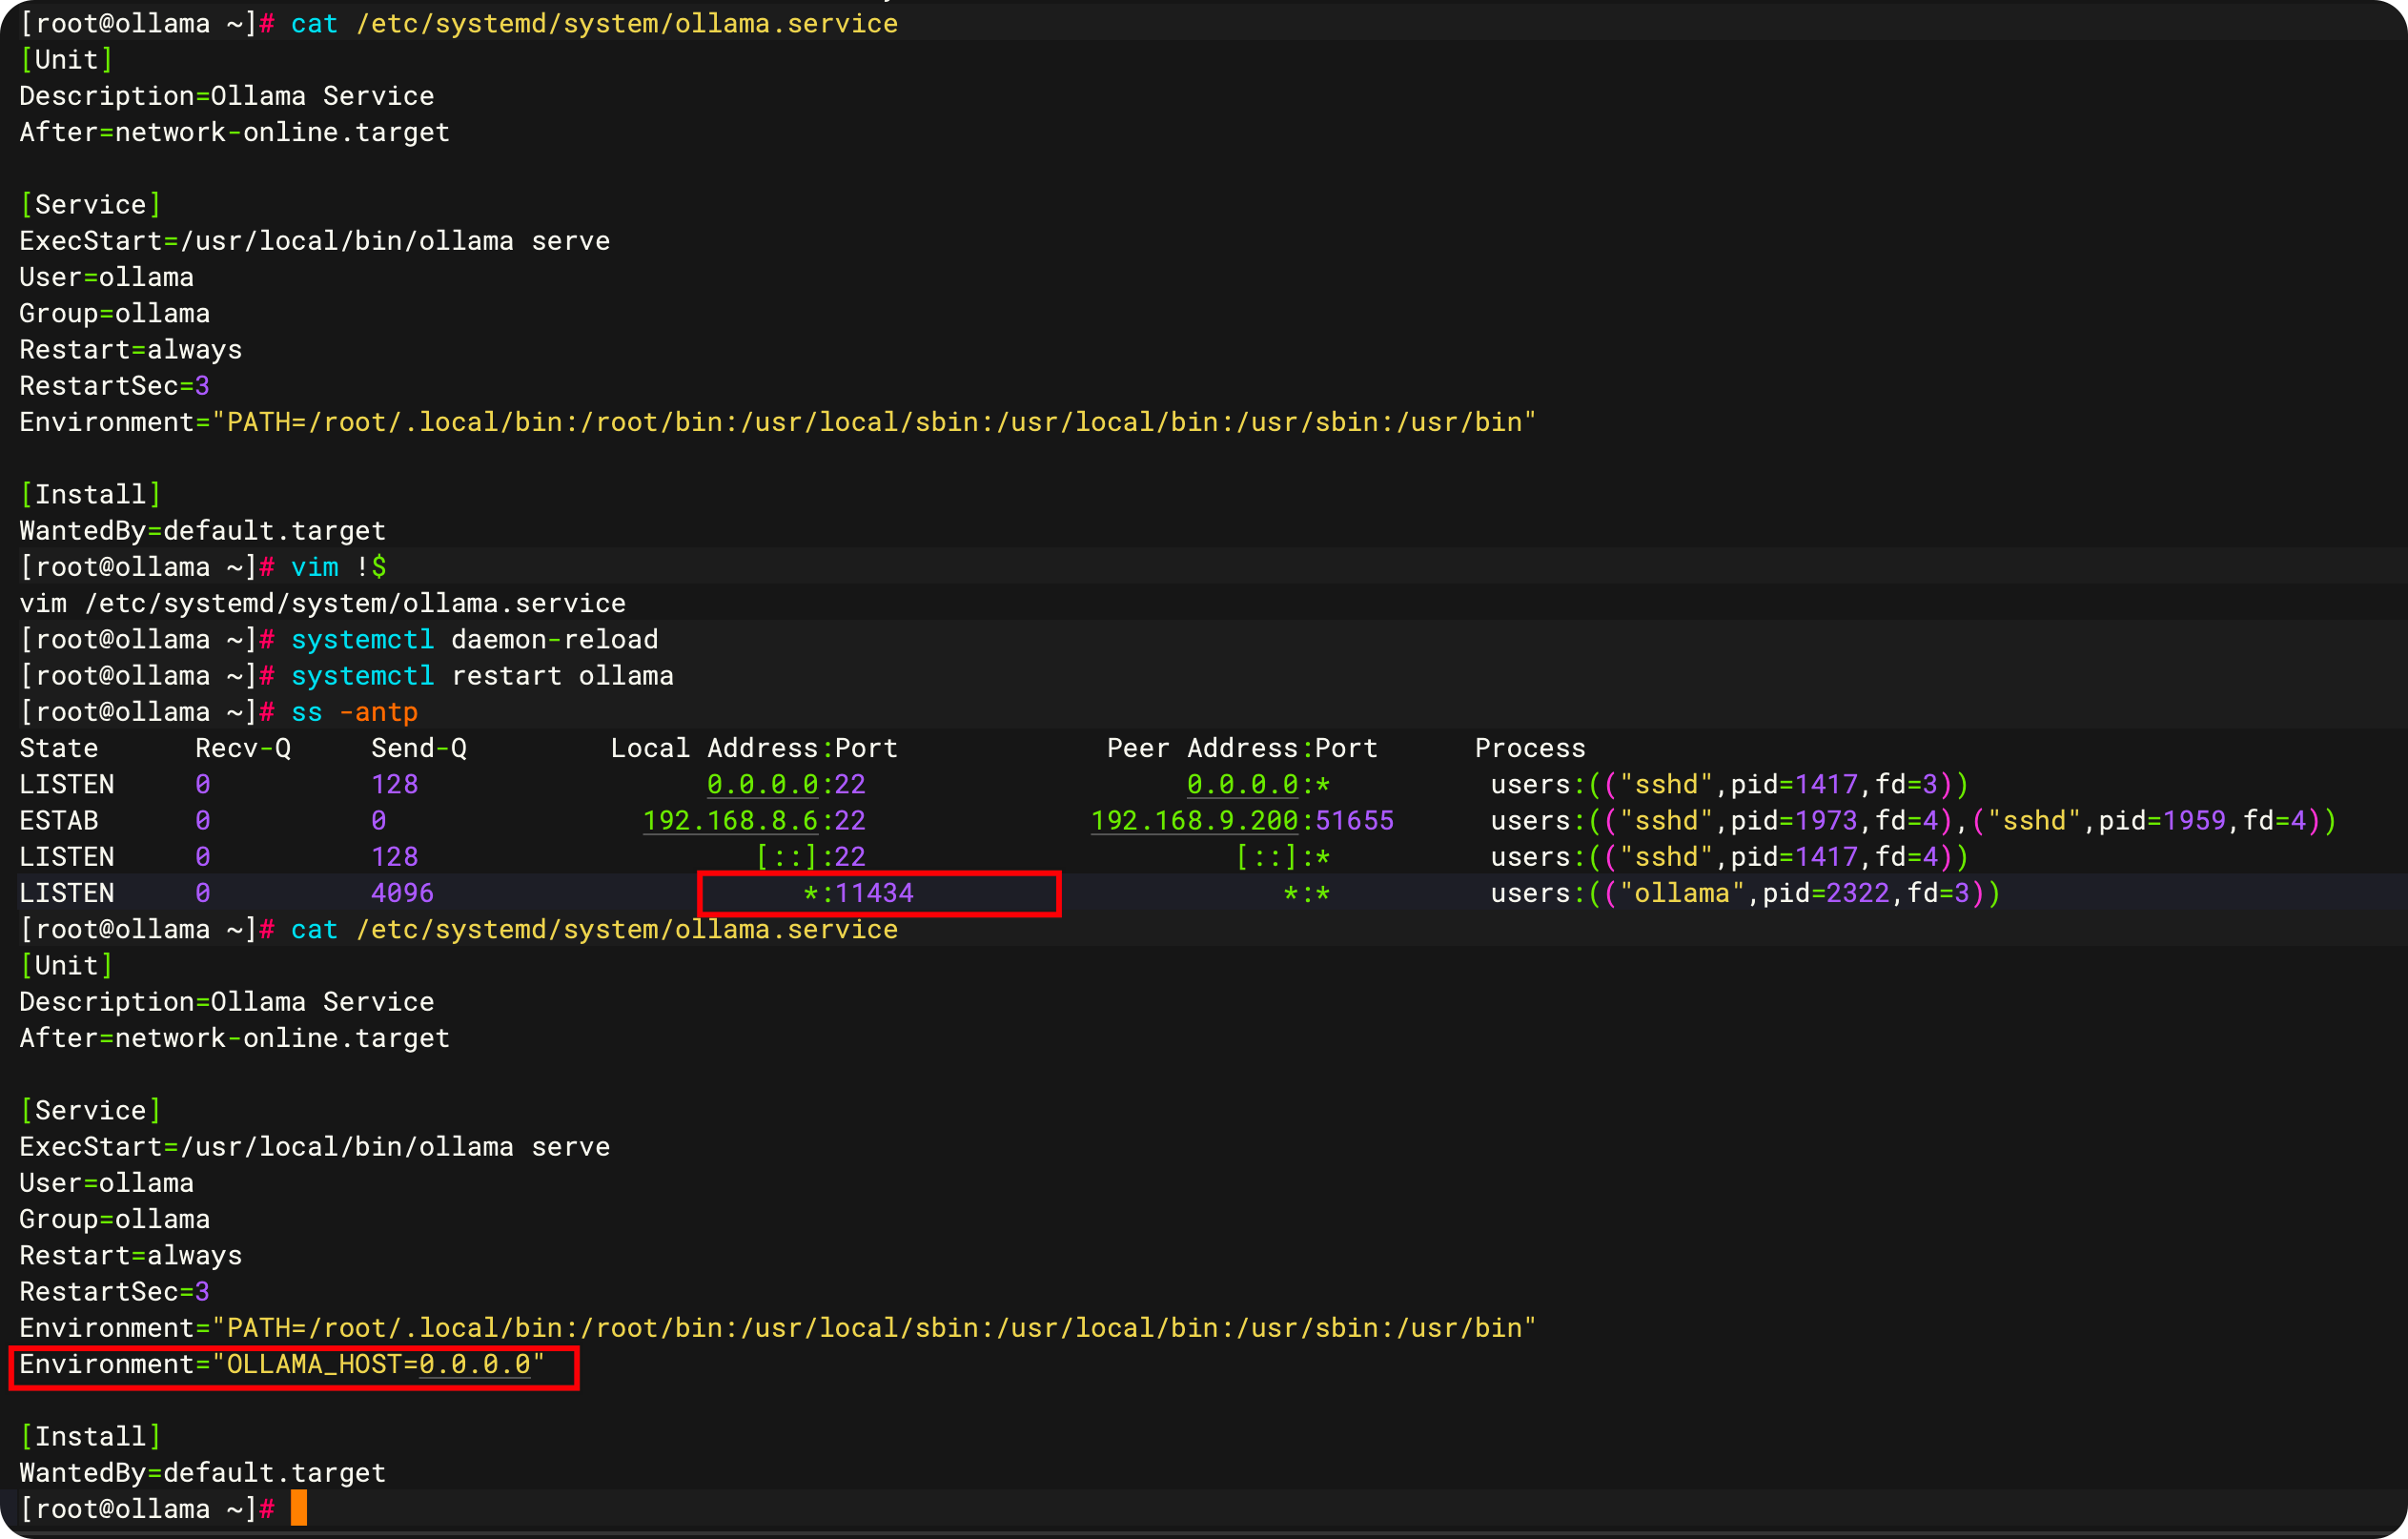 [root@ollama ~]# cat /etc/systemd/system/ollama.service
[Unit]
Description=Ollama Service
After=network-online.target
[Service]
ExecStart=/usr/local/bin/ollama serve
User=ollama
Group=ollama
Restart=always
RestartSec=3
Environment="PATH=/root/.local/bin:/root/bin:/usr/local/sbin:/usr/local/bin:/usr/sbin:/usr/bin"
[Install]
WantedBy=default.target
[root@ollama ~]# vim !$
vim /etc/systemd/system/ollama.service
[root@ollama ~]# systemctl daemon-reload
[root@ollama ~]# systemctl restart ollama
[root@ollama ~]# ss -antp
State Recv-Q Send-Q Local Address:Port Peer Address:Port Process
LISTEN 0 128 0.0.0.0:22 0.0.0.0:* users:(("sshd",pid=1417,fd=3))
ESTAB 0 0 192.168.8.6:22 192.168.9.200:51655 users:(("sshd",pid=1973,fd=4),("sshd",pid=1959,fd=4))
LISTEN 0 128 [::]:22 [::]:* users:(("sshd",pid=1417,fd=4))
LISTEN 0 4096 *:11434 *:* users:(("ollama",pid=2322,fd=3))
[root@ollama ~]# cat /etc/systemd/system/ollama.service
[Unit]
Description=Ollama Service
After=network-online.target
[Service]
ExecStart=/usr/local/bin/ollama serve
User=ollama
Group=ollama
Restart=always
RestartSec=3
Environment="PATH=/root/.local/bin:/root/bin:/usr/local/sbin:/usr/local/bin:/usr/sbin:/usr/bin"
Environment="OLLAMA_HOST=0.0.0.0"
[Install]
WantedBy=default.target
[root@ollama ~]#